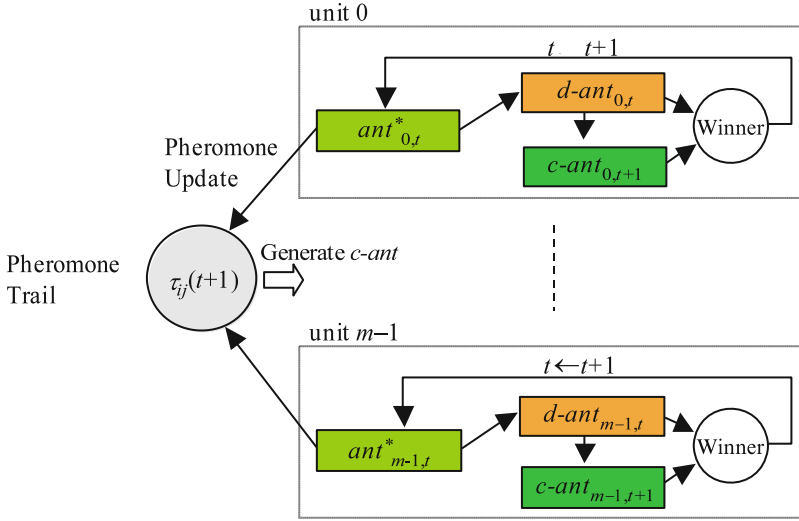 unit 0
t t+1
d-ant0,t
ant*0,t
Winner
c-ant0,t+1
Pheromone
Update
Generate c-ant
Pheromone
Trail
τij(t+1)
unit m−1
t←t+1
d-antm−1,t
ant*m-1,t
Winner
c-antm−1,t+1